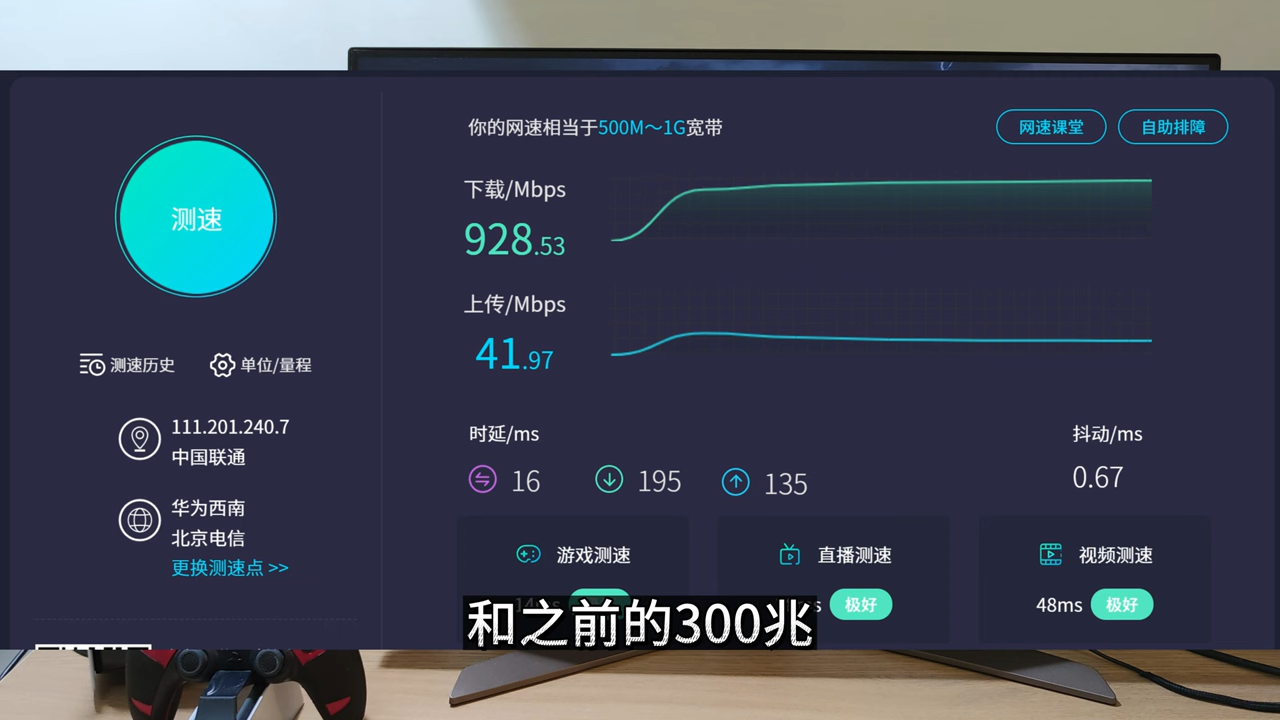 测速
测速历史
单位/量程
111.201.240.7
中国联通
华为西南
北京电信
更换测速点 >>
你的网速相当于500M～1G宽带
网速课堂
自助排障
下载/Mbps
928.53
上传/Mbps
41.97
时延/ms
16
195
135
抖动/ms
0.67
游戏测速
直播测速
极好
视频测速
48ms
极好
和之前的300兆